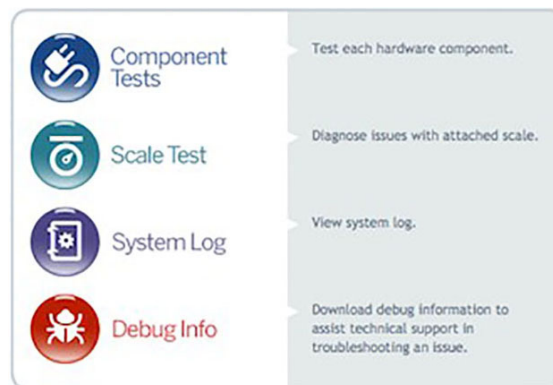 Component
Tests
Test each hardware component.
Scale Test
Diagnose issues with attached scale.
System Log
View system log.
Debug Info
Download debug information to
assist technical support in
troubleshooting an issue.